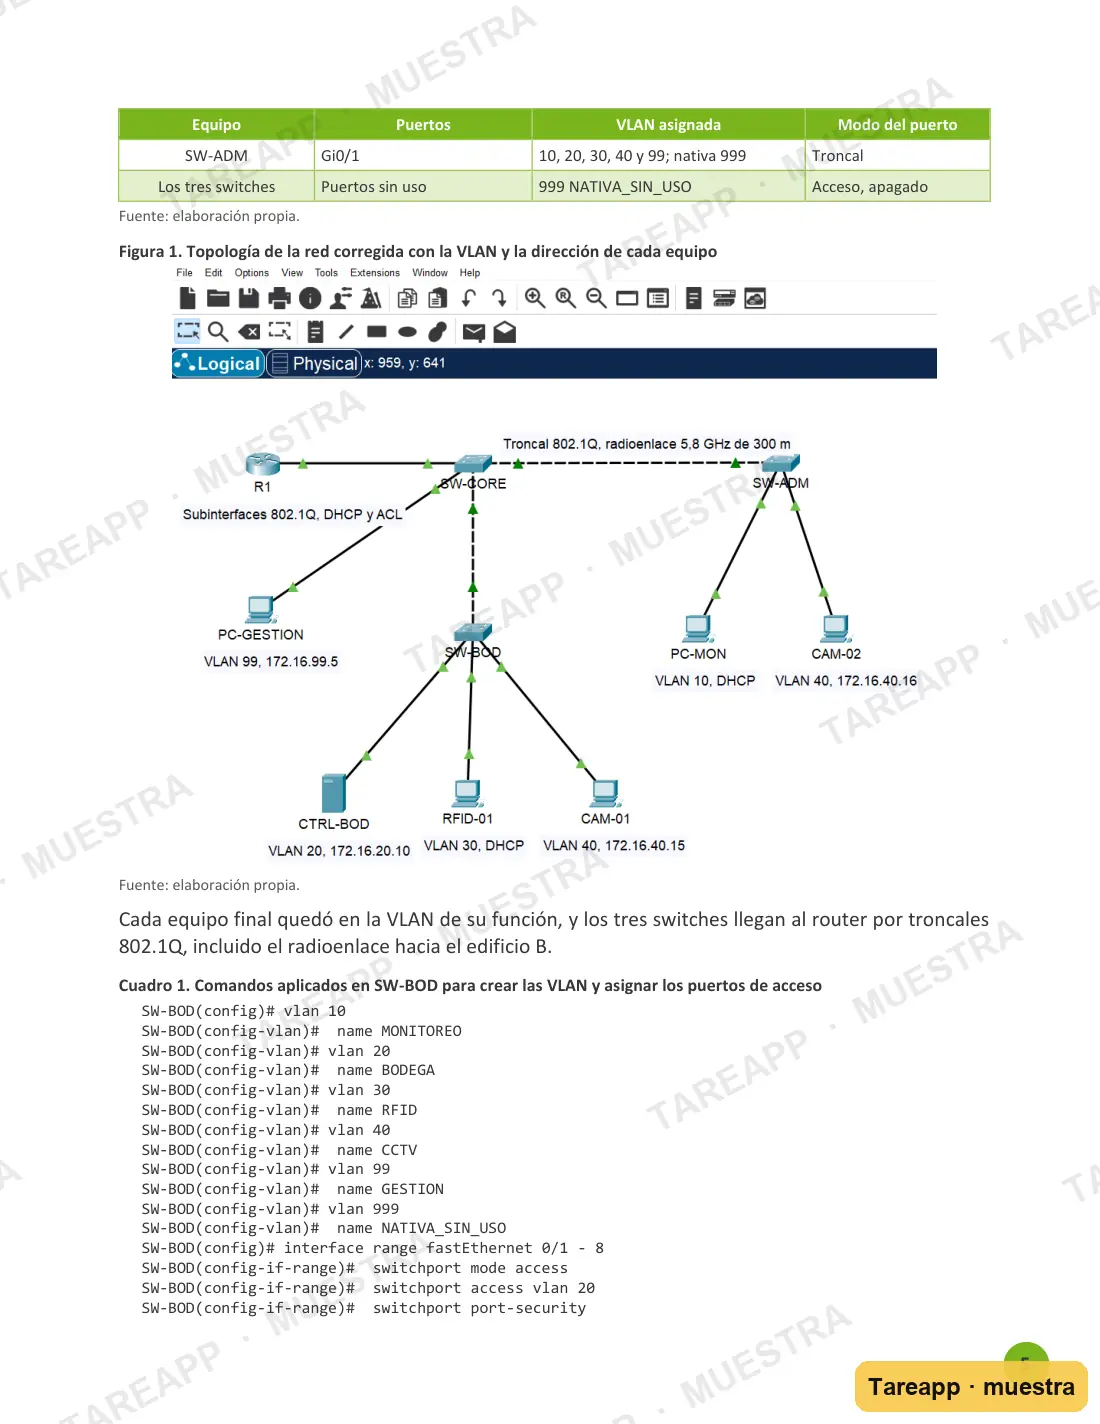 Equipo Puertos VLAN asignada Modo del puerto
SW-ADM Gi0/1 10, 20, 30, 40 y 99; nativa 999 Troncal
Los tres switches Puertos sin uso 999 NATIVA_SIN_USO Acceso, apagado
Fuente: elaboración propia.
Figura 1. Topología de la red corregida con la VLAN y la dirección de cada equipo
File Edit Options View Tools Extensions Window Help
Logical Physical x: 959, y: 641
Troncal 802.1Q, radioenlace 5,8 GHz de 300 m
R1
SW-CORE
SW-ADM
Subinterfaces 802.1Q, DHCP y ACL
PC-GESTION
VLAN 99, 172.16.99.5
SW-BOD
PC-MON
VLAN 10, DHCP
CAM-02
VLAN 40, 172.16.40.16
CTRL-BOD
VLAN 20, 172.16.20.10
RFID-01
VLAN 30, DHCP
CAM-01
VLAN 40, 172.16.40.15
Fuente: elaboración propia.
Cada equipo final quedó en la VLAN de su función, y los tres switches llegan al router por troncales
802.1Q, incluido el radioenlace hacia el edificio B.
Cuadro 1. Comandos aplicados en SW-BOD para crear las VLAN y asignar los puertos de acceso
SW-BOD(config)# vlan 10
SW-BOD(config-vlan)#  name MONITOREO
SW-BOD(config-vlan)# vlan 20
SW-BOD(config-vlan)#  name BODEGA
SW-BOD(config-vlan)# vlan 30
SW-BOD(config-vlan)#  name RFID
SW-BOD(config-vlan)# vlan 40
SW-BOD(config-vlan)#  name CCTV
SW-BOD(config-vlan)# vlan 99
SW-BOD(config-vlan)#  name GESTION
SW-BOD(config-vlan)# vlan 999
SW-BOD(config-vlan)#  name NATIVA_SIN_USO
SW-BOD(config)# interface range fastEthernet 0/1 - 8
SW-BOD(config-if-range)#  switchport mode access
SW-BOD(config-if-range)#  switchport access vlan 20
SW-BOD(config-if-range)#  switchport port-security
Tareapp · muestra
TAREAPP · MUESTRA